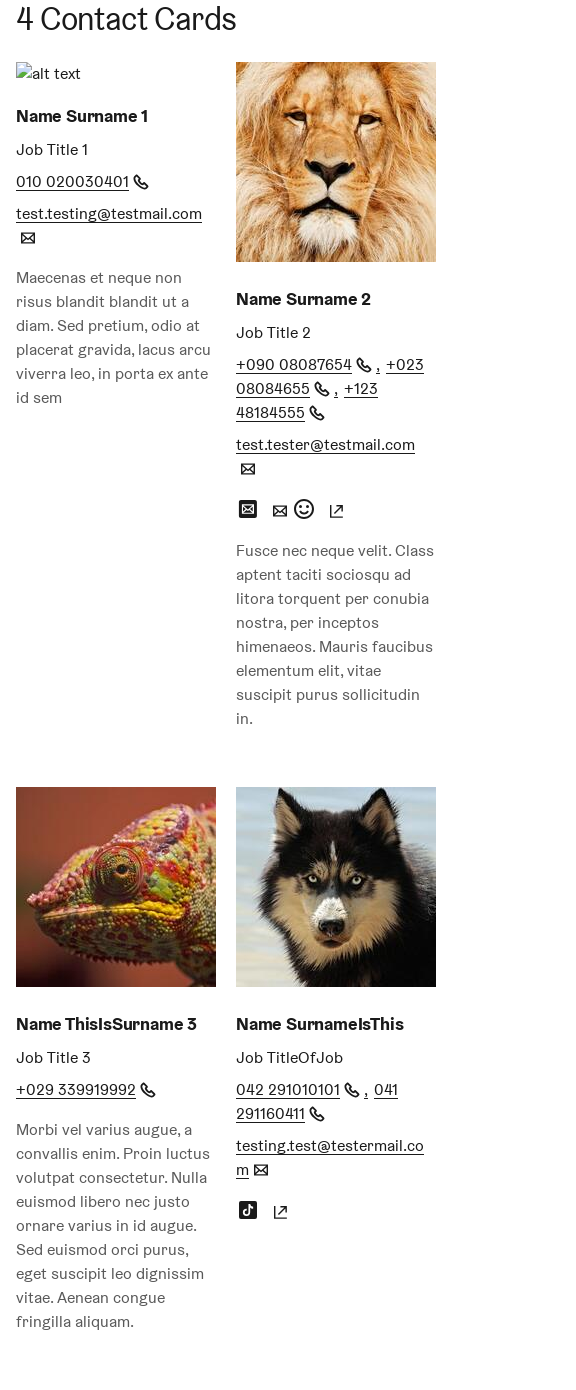 4 Contact Cards
alt text
Name Surname 1
Job Title 1
010 020030401
test.testing@testmail.com
Maecenas et neque non
risus blandit blandit ut a
diam. Sed pretium, odio at
placerat gravida, lacus arcu
viverra leo, in porta ex ante
id sem
Name Surname 2
Job Title 2
+090 08087654 , +023
08084655 , +123
48184555
test.tester@testmail.com
Fusce nec neque velit. Class
aptent taciti sociosqu ad
litora torquent per conubia
nostra, per inceptos
himenaeos. Mauris faucibus
elementum elit, vitae
suscipit purus sollicitudin
in.
Name ThisIsSurname 3
Job Title 3
+029 339919992
Morbi vel varius augue, a
convallis enim. Proin luctus
volutpat consectetur. Nulla
euismod libero nec justo
ornare varius in id augue.
Sed euismod orci purus,
eget suscipit leo dignissim
vitae. Aenean congue
fringilla aliquam.
Name SurnameIsThis
Job TitleOfJob
042 291010101 , 041
291160411
testing.test@testermail.co
m